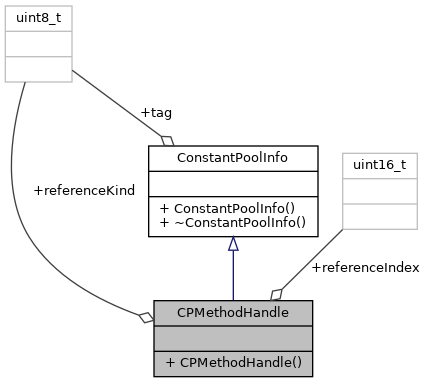 uint8_t
+tag
ConstantPoolInfo
+ ConstantPoolInfo()
+ ~ConstantPoolInfo()
uint16_t
+referenceKind
+referenceIndex
CPMethodHandle
+ CPMethodHandle()